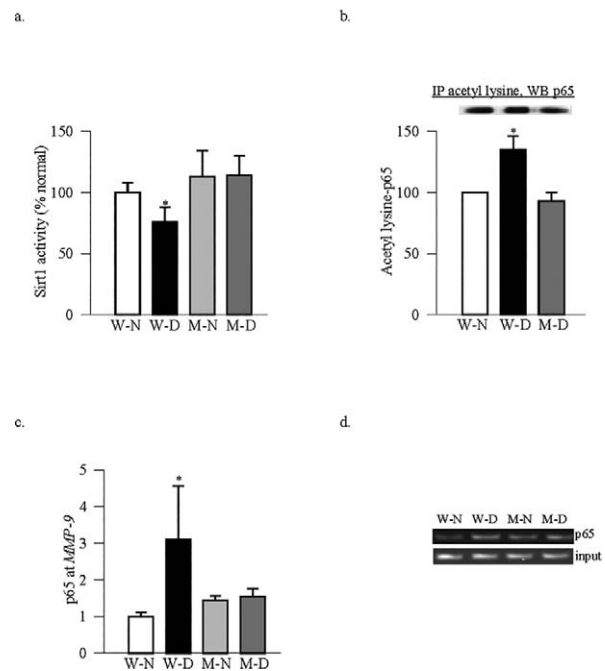 a.
b.
IP acetyl lysine, WB p65
150
100
50
0
Sirt1 activity (% normal)
W-N W-D M-N M-D
*
150
100
50
0
Acetyl lysine-p65
W-N W-D M-D
*
c.
d.
5
4
3
2
1
0
p65 at MMP-9
W-N W-D M-N M-D
*
W-N W-D M-N M-D
p65
input